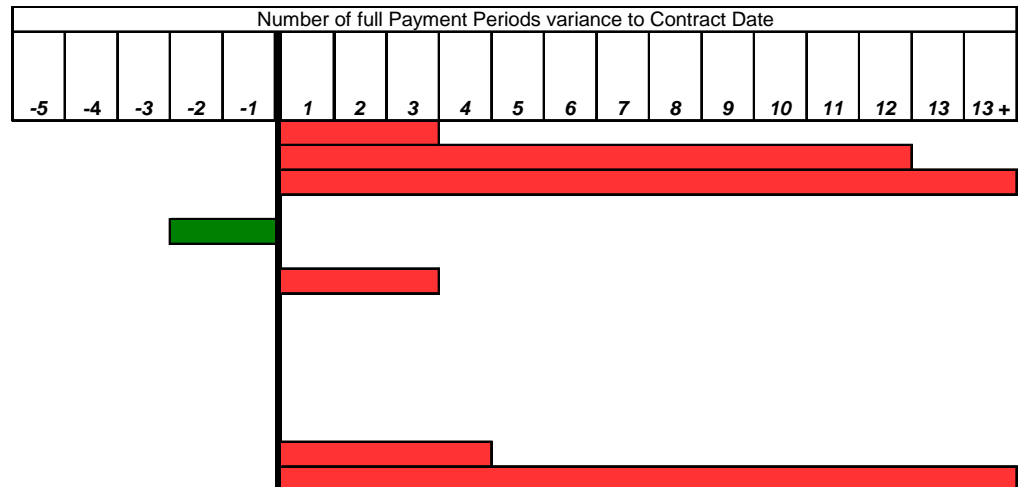 Number of full Payment Periods variance to Contract Date
-5 -4 -3 -2 -1 1 2 3 4 5 6 7 8 9 10 11 12 13 13 +